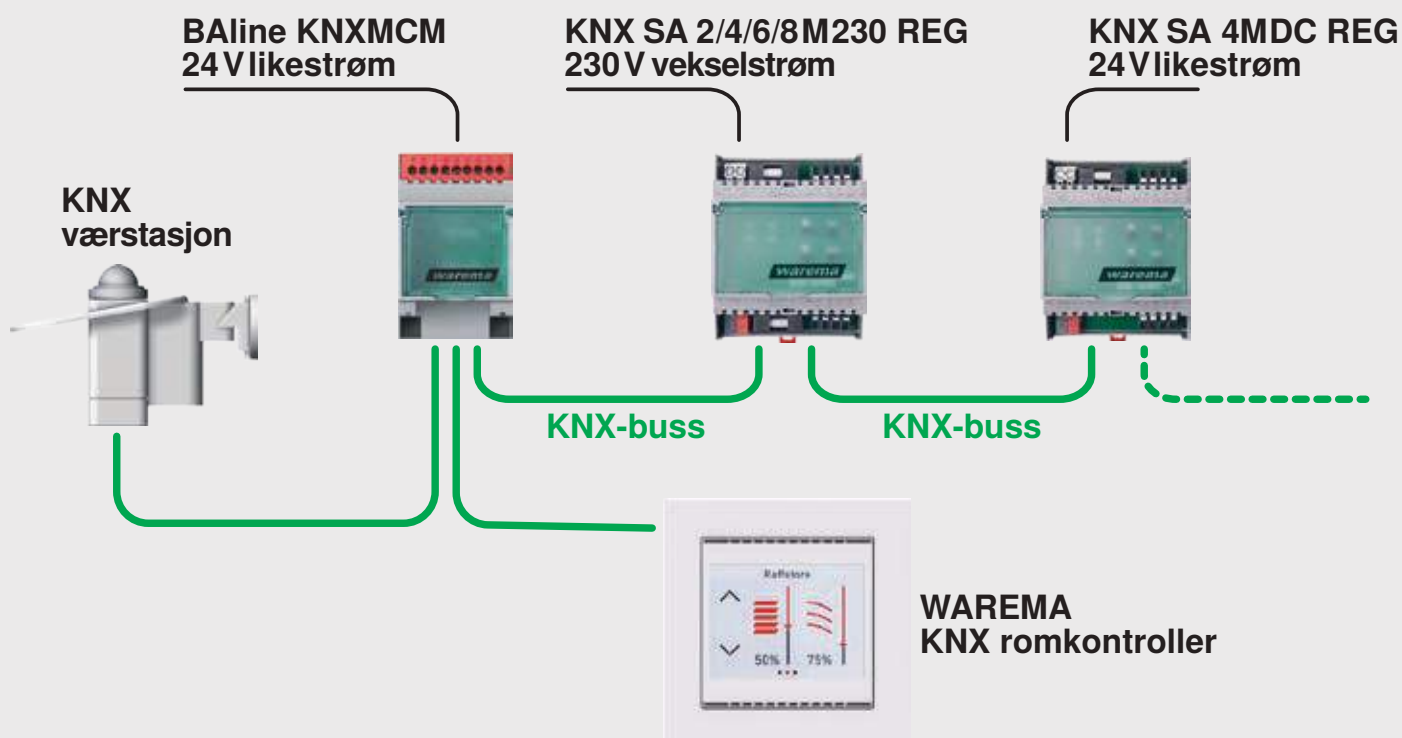 BAline KNXMCM
24 V likestrøm
KNX SA 2/4/6/8 M230 REG
230 V vekselstrøm
KNX SA 4MDC REG
24 V likestrøm
KNX
værstasjon
warema
warema
warema
KNX-buss
KNX-buss
Raffstore
50% 75%
WAREMA
KNX romkontroller